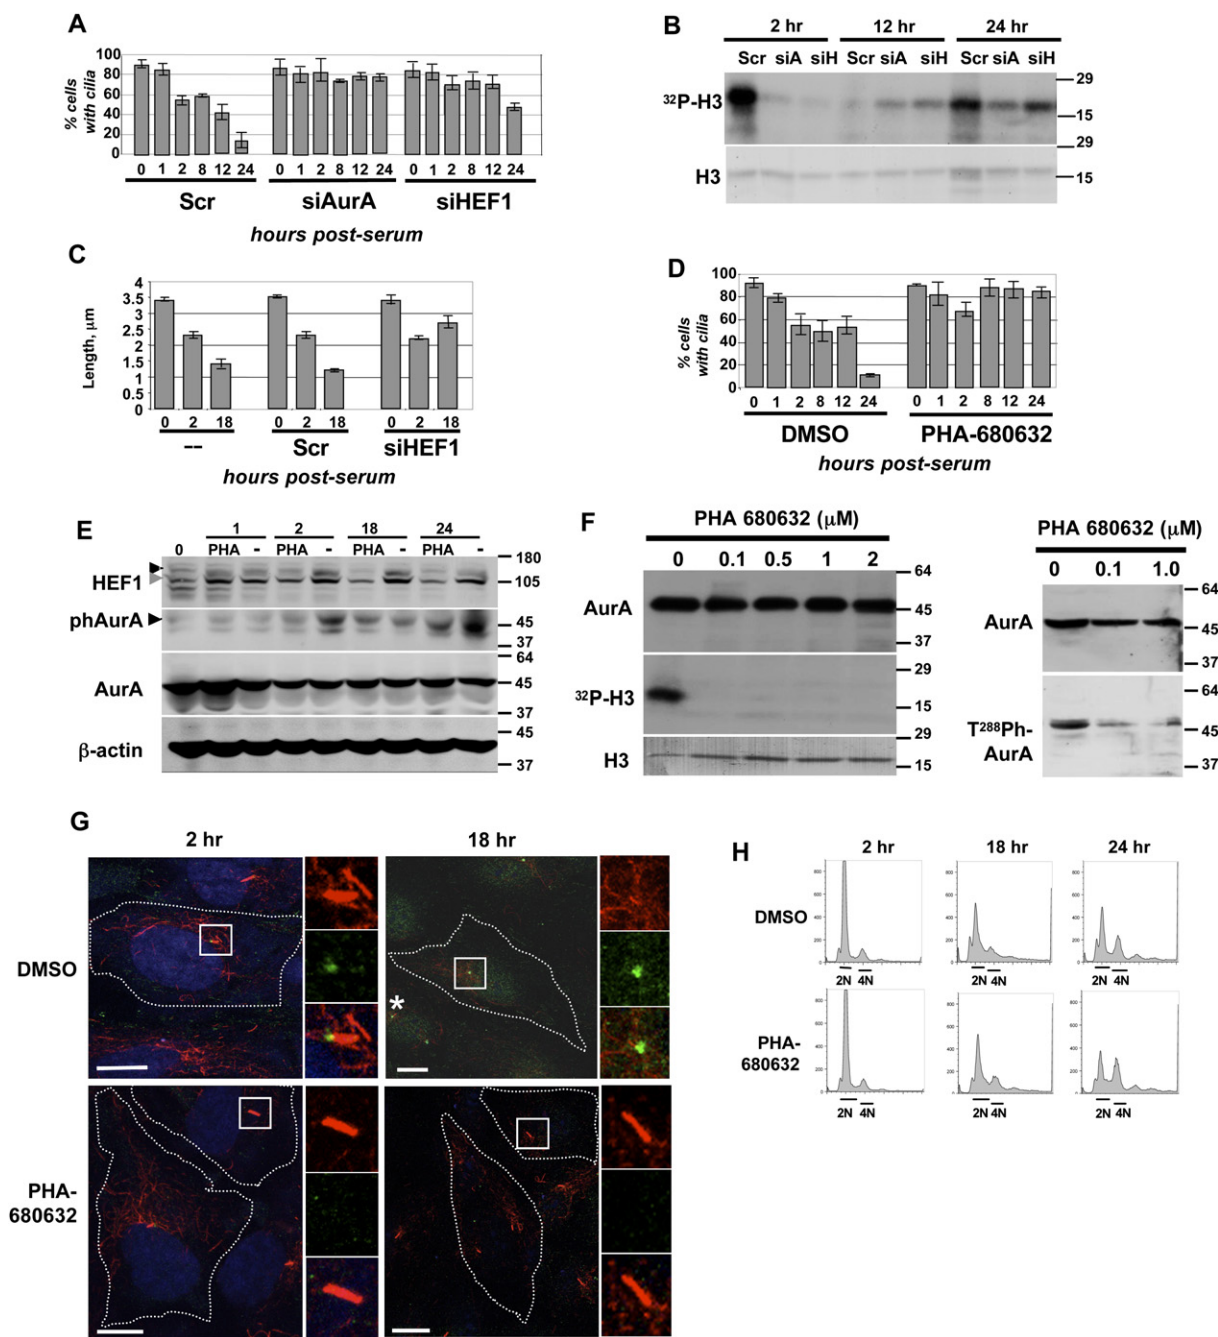 A
% cells with cilia
100
80
60
40
20
0
0 1 2 8 12 24 0 1 2 8 12 24 0 1 2 8 12 24
Scr siAurA siHEF1
hours post-serum
B
2 hr 12 hr 24 hr
Scr siA siH Scr siA siH Scr siA siH
³²P-H3
29
15
29
H3
15
C
Length, μm
4
3.5
3
2.5
2
1.5
1
.5
0
0 2 18 0 2 18 0 2 18
-- Scr siHEF1
hours post-serum
D
% cells with cilia
100
80
60
40
20
0
0 1 2 8 12 24 0 1 2 8 12 24
DMSO PHA-680632
hours post-serum
E
1 2 18 24
0 PHA - PHA - PHA - PHA -
180
HEF1
105
phAurA
45
37
64
AurA
45
37
45
β-actin
37
F
PHA 680632 (μM)
0 0.1 0.5 1 2
64
AurA
45
37
29
³²P-H3
15
29
H3
15
PHA 680632 (μM)
0 0.1 1.0
64
AurA
45
37
64
T²⁸⁸Ph-
AurA
45
37
G
2 hr 18 hr
DMSO
*
PHA-
680632
H
2 hr 18 hr 24 hr
DMSO
800
600
400
200
0
2N 4N 2N 4N 2N 4N
PHA-
680632
800
600
400
200
0
2N 4N 2N 4N 2N 4N